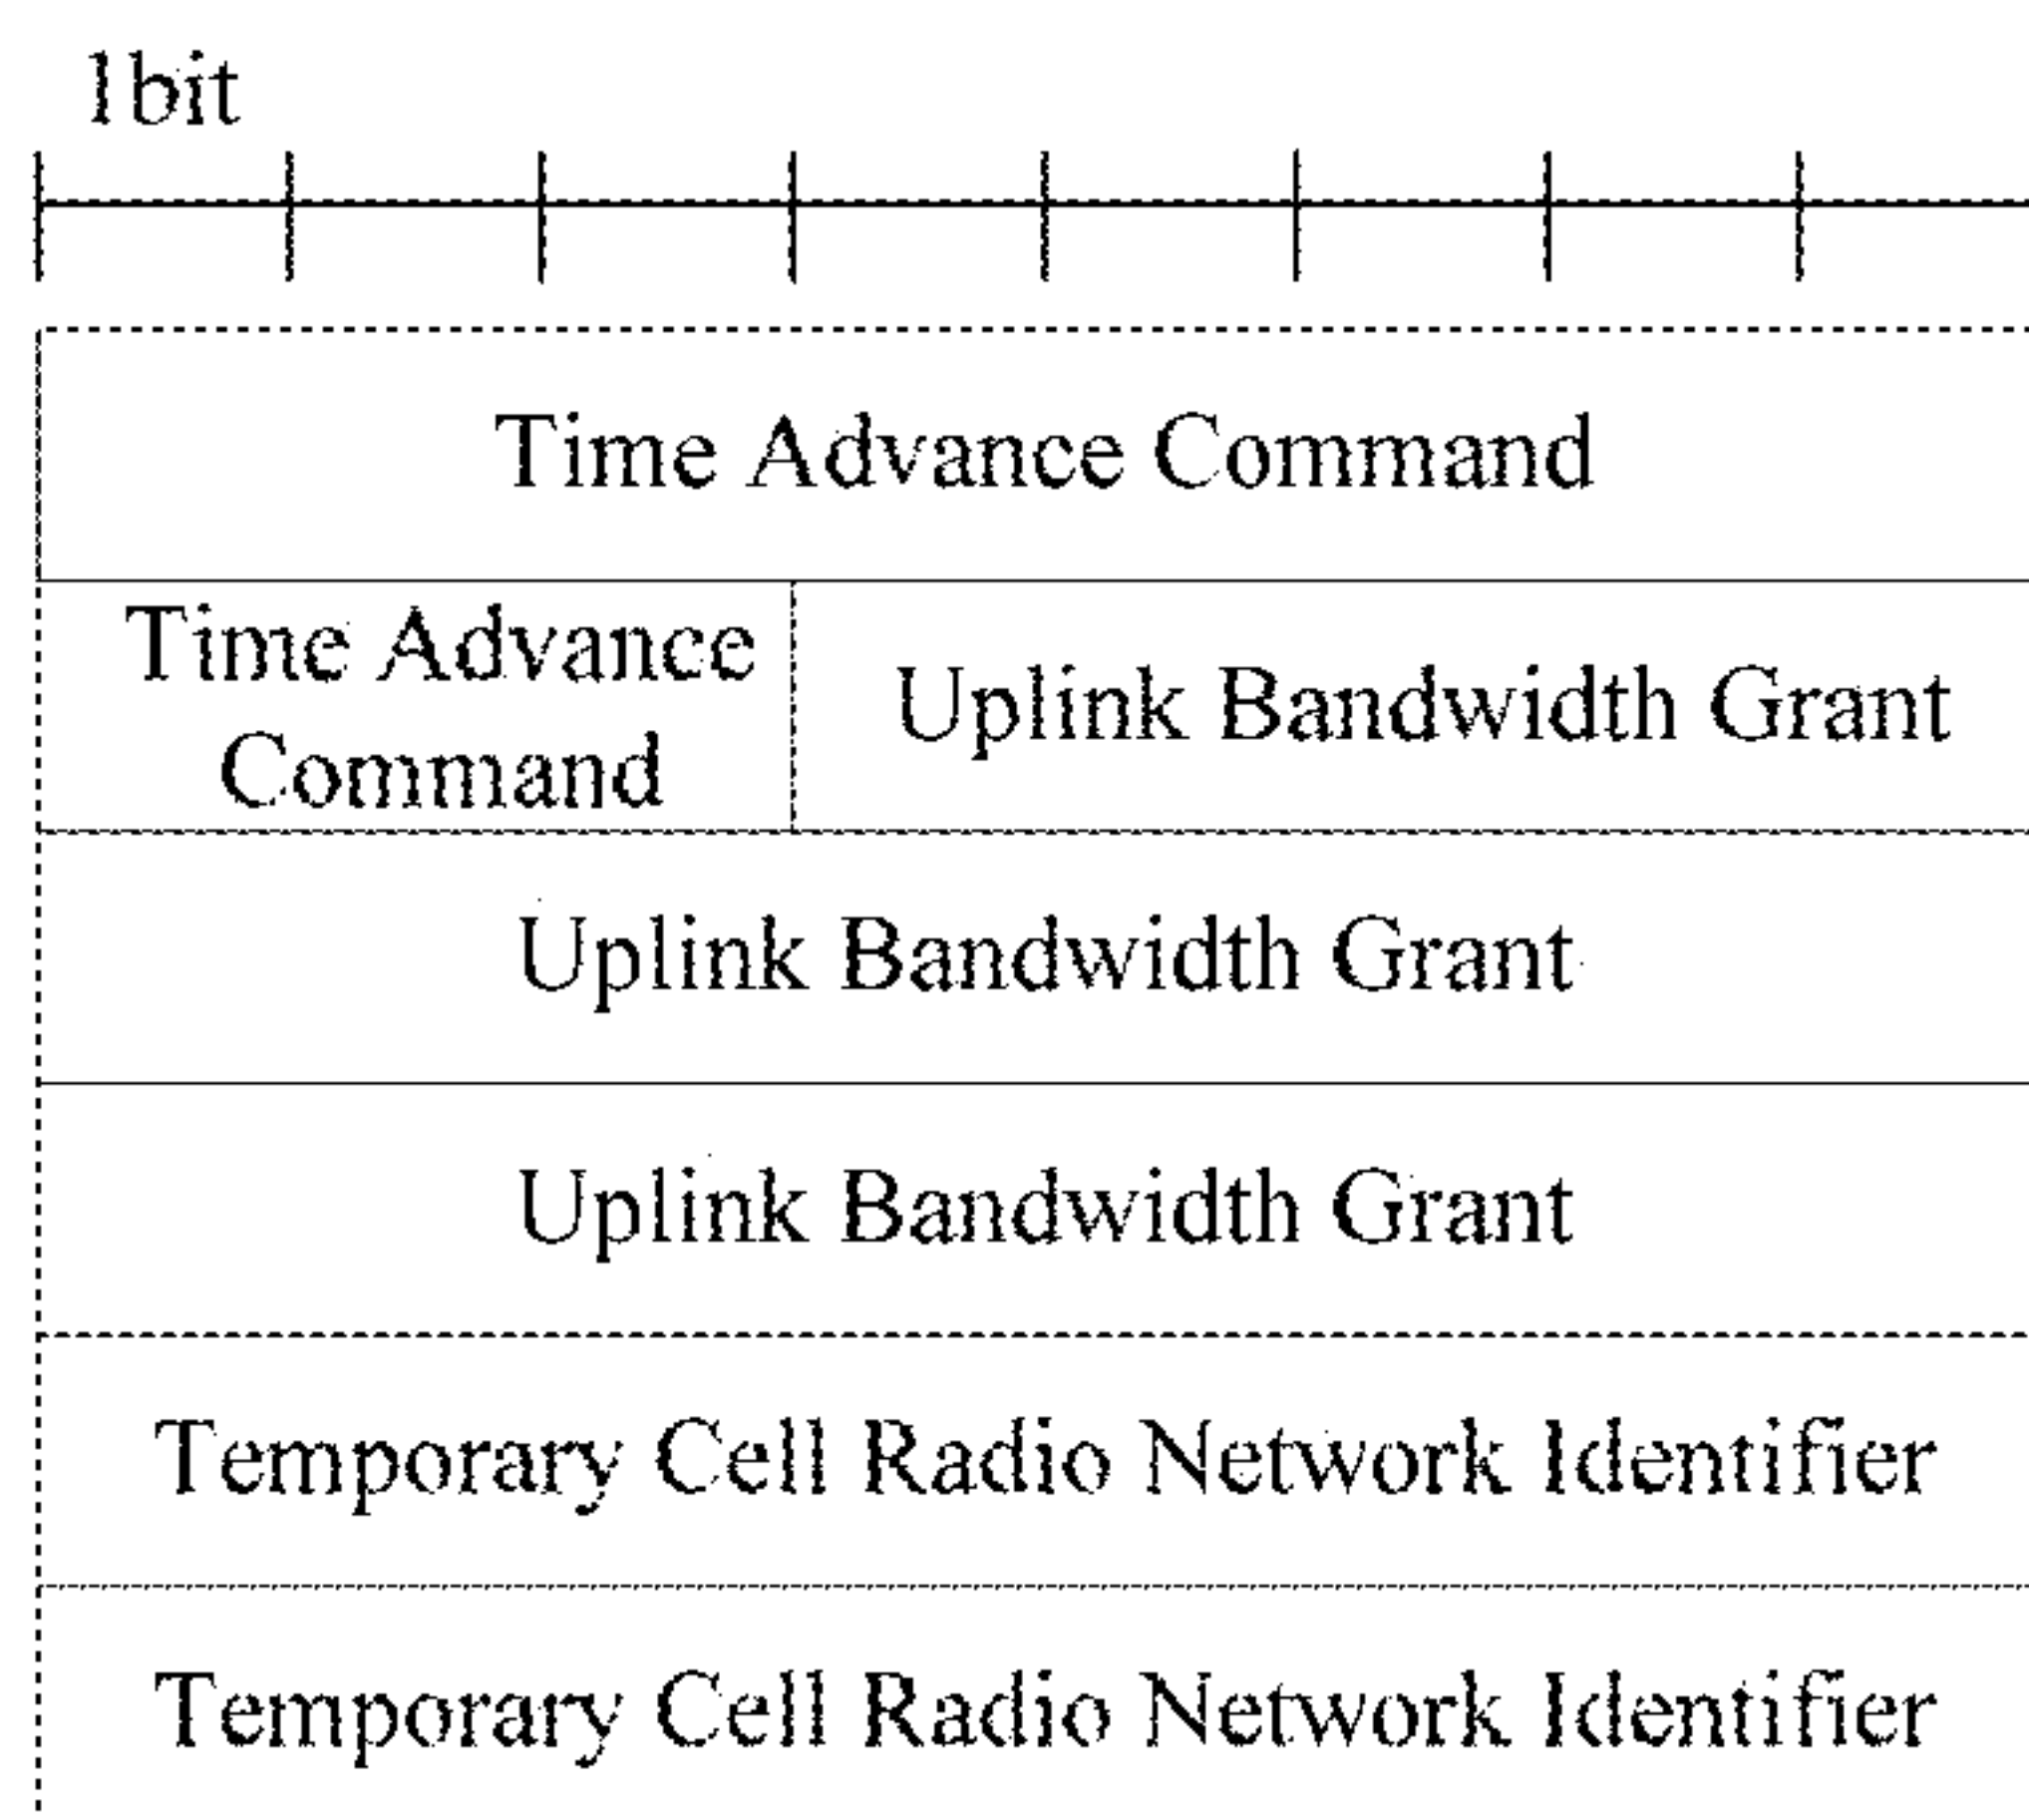 1bit
Time Advance Command
Time Advance
Command
Uplink Bandwidth Grant
Uplink Bandwidth Grant
Uplink Bandwidth Grant
Temporary Cell Radio Network Identifier
Temporary Cell Radio Network Identifier